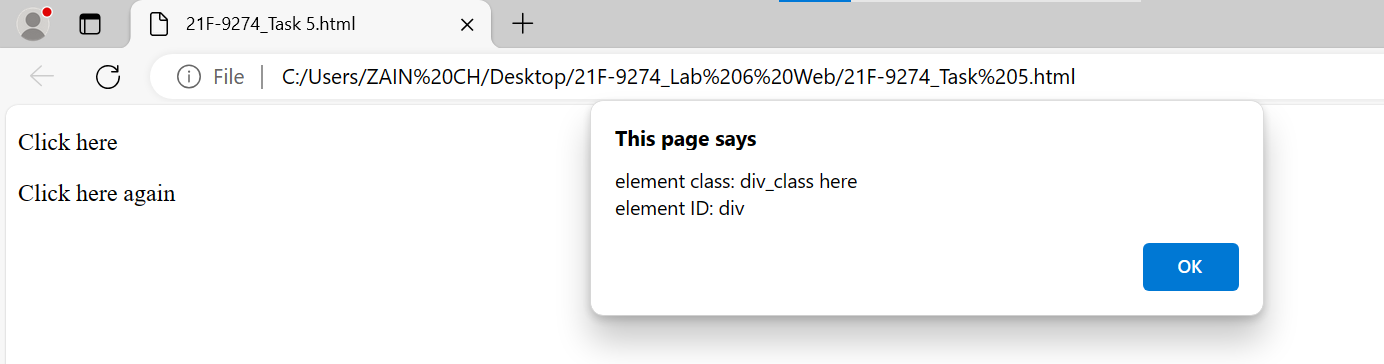 21F-9274_Task 5.html
File
C:/Users/ZAIN%20CH/Desktop/21F-9274_Lab%206%20Web/21F-9274_Task%205.html
Click here
Click here again
This page says
element class: div_class here
element ID: div
OK